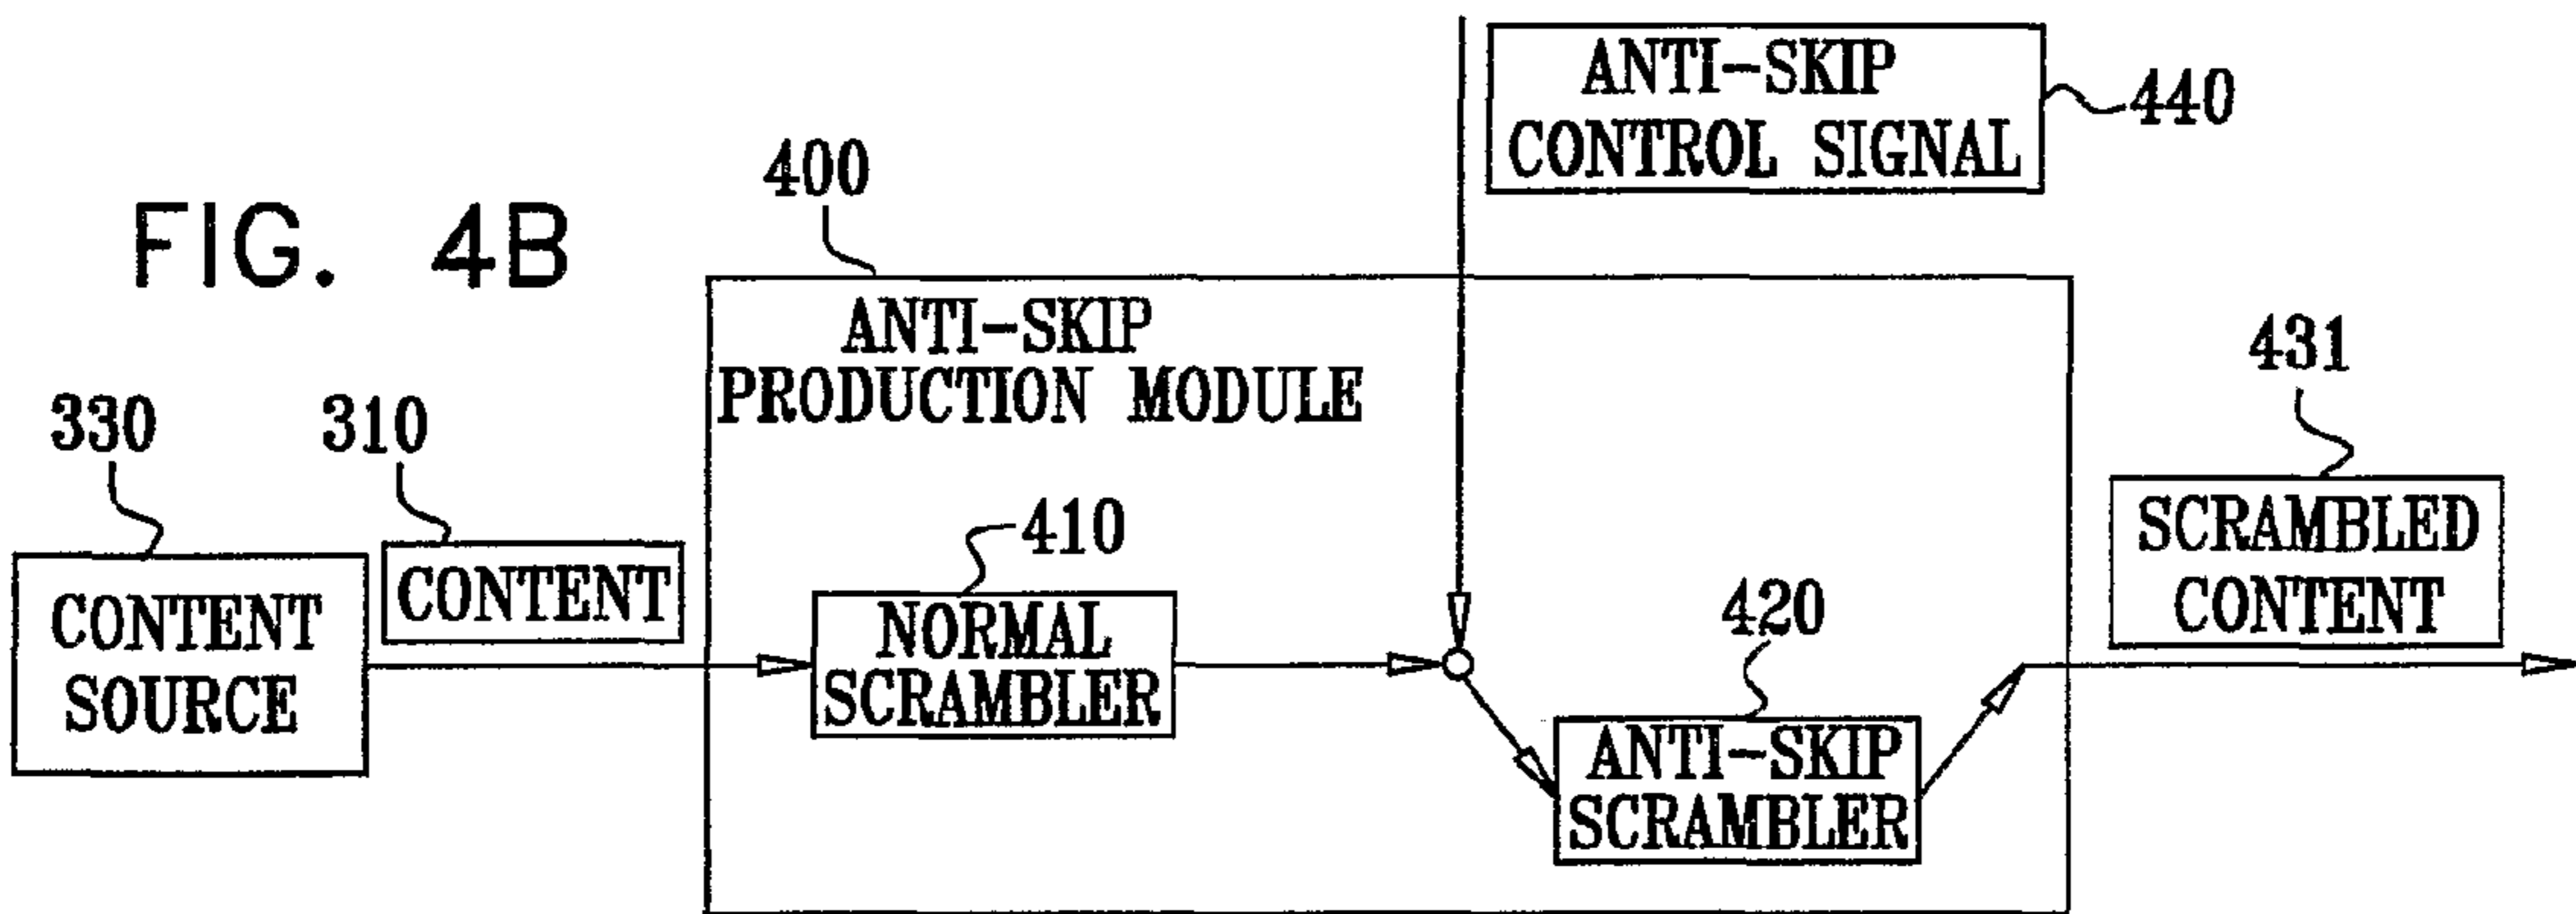 FIG. 4B
ANTI-SKIP
CONTROL SIGNAL
440
400
ANTI-SKIP
PRODUCTION MODULE
330
310
CONTENT
SOURCE
CONTENT
410
NORMAL
SCRAMBLER
420
ANTI-SKIP
SCRAMBLER
431
SCRAMBLED
CONTENT